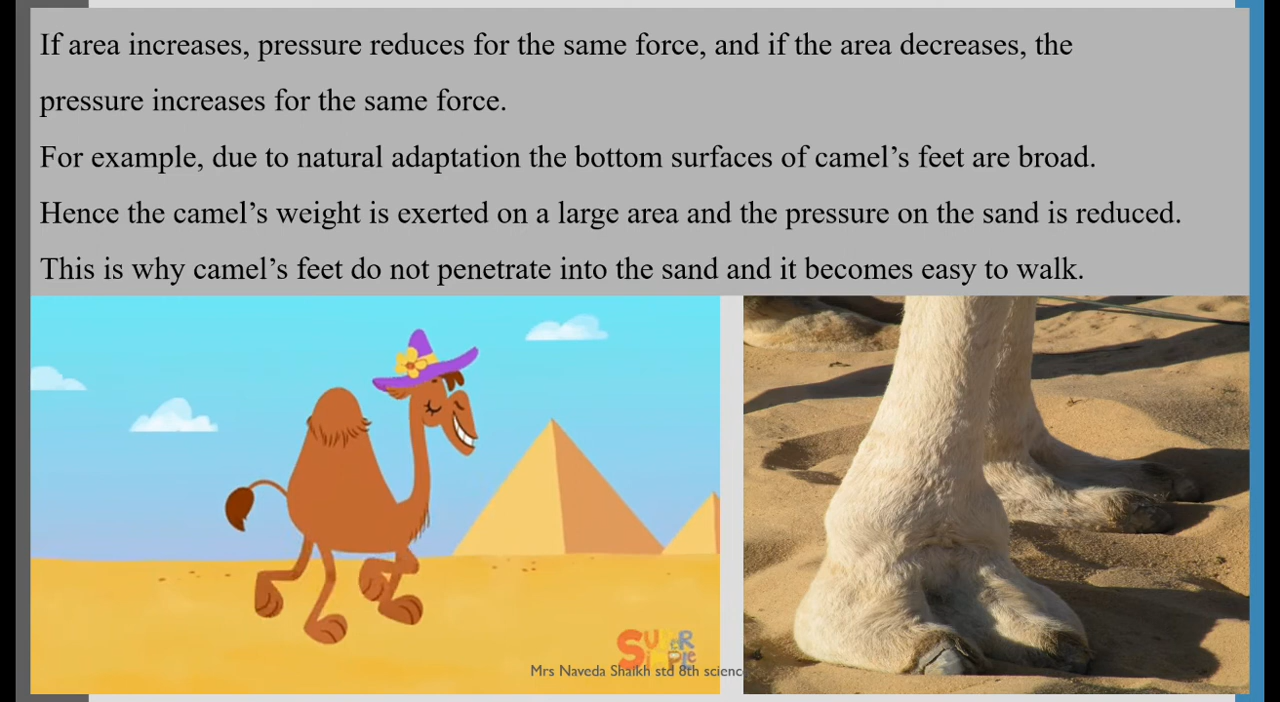 If area increases, pressure reduces for the same force, and if the area decreases, the
pressure increases for the same force.
For example, due to natural adaptation the bottom surfaces of camel’s feet are broad.
Hence the camel’s weight is exerted on a large area and the pressure on the sand is reduced.
This is why camel’s feet do not penetrate into the sand and it becomes easy to walk.
SUPER
SIMPLE
Mrs Naveda Shaikh std 8th science